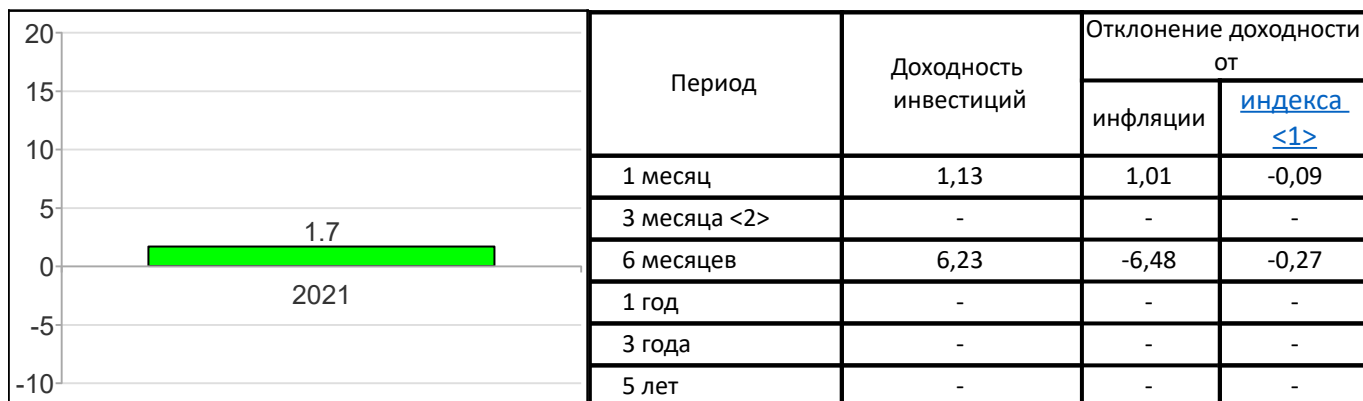 20
15
10
5
0
-5
-10
1.7
2021
Период
Доходность
инвестиций
Отклонение доходности
от
инфляции
индекса
<1>
1 месяц 1,13 1,01 -0,09
3 месяца <2> - - -
6 месяцев 6,23 -6,48 -0,27
1 год - - -
3 года - - -
5 лет - - -